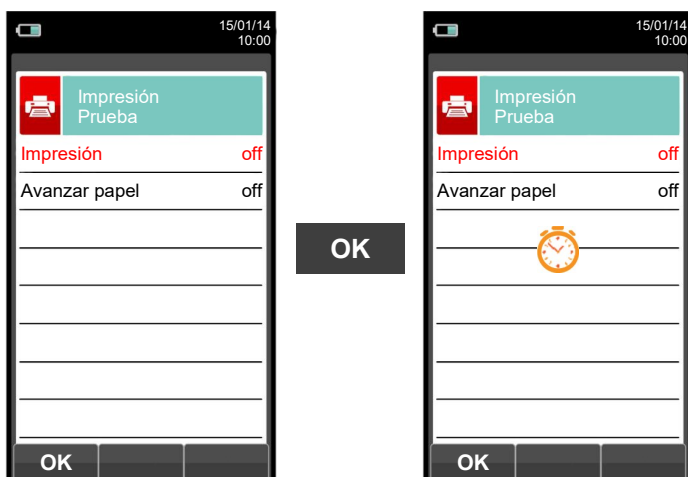 15/01/14
10:00
Impresión
Prueba
Impresión off
Avanzar papel off
OK
OK
15/01/14
10:00
Impresión
Prueba
Impresión off
Avanzar papel off
OK